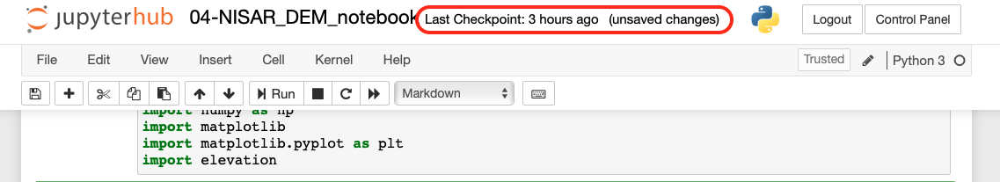 jupyterhub 04-NISAR_DEM_notebook Last Checkpoint: 3 hours ago (unsaved changes) Logout Control Panel
File Edit View Insert Cell Kernel Help Trusted Python 3
Run Markdown
import numpy as np
import matplotlib
import matplotlib.pyplot as plt
import elevation